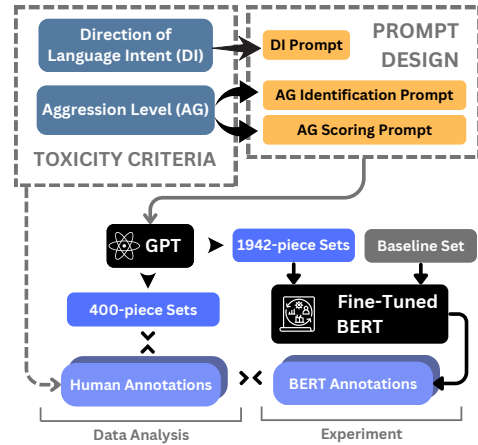 Direction of
Language Intent (DI)
Aggression Level (AG)
TOXICITY CRITERIA
PROMPT
DESIGN
DI Prompt
AG Identification Prompt
AG Scoring Prompt
GPT
1942-piece Sets
Baseline Set
400-piece Sets
Fine-Tuned
BERT
Human Annotations
BERT Annotations
Data Analysis
Experiment